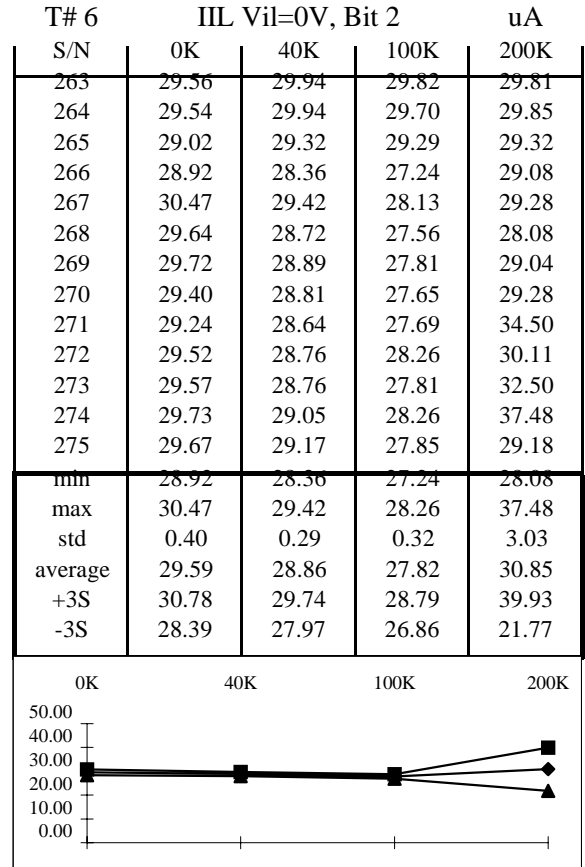 T# 6 IIL Vil=0V, Bit 2 uA
S/N 0K 40K 100K 200K
263 29.56 29.94 29.82 29.81
264 29.54 29.94 29.70 29.85
265 29.02 29.32 29.29 29.32
266 28.92 28.36 27.24 29.08
267 30.47 29.42 28.13 29.28
268 29.64 28.72 27.56 28.08
269 29.72 28.89 27.81 29.04
270 29.40 28.81 27.65 29.28
271 29.24 28.64 27.69 34.50
272 29.52 28.76 28.26 30.11
273 29.57 28.76 27.81 32.50
274 29.73 29.05 28.26 37.48
275 29.67 29.17 27.85 29.18
min 28.92 28.36 27.24 28.08
max 30.47 29.42 28.26 37.48
std 0.40 0.29 0.32 3.03
average 29.59 28.86 27.82 30.85
+3S 30.78 29.74 28.79 39.93
-3S 28.39 27.97 26.86 21.77
0K 40K 100K 200K
50.00
40.00
30.00
20.00
10.00
0.00